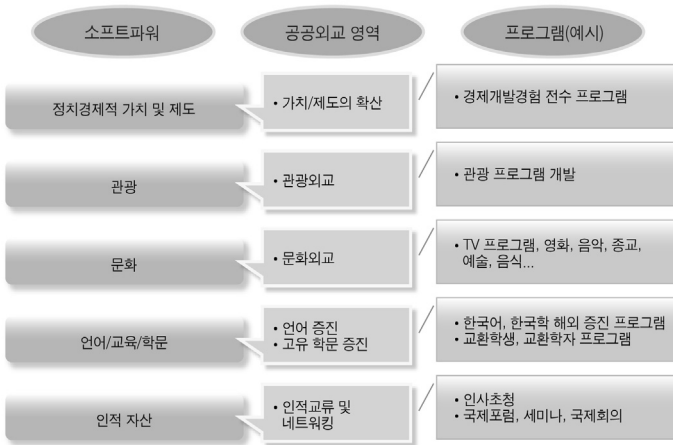 소프트파워
공공외교 영역
프로그램(예시)
정치경제적 가치 및 제도
• 가치/제도의 확산
• 경제개발경험 전수 프로그램
관광
• 관광외교
• 관광 프로그램 개발
문화
• 문화외교
• TV 프로그램, 영화, 음악, 종교,
예술, 음식...
언어/교육/학문
• 언어 증진
• 고유 학문 증진
• 한국어, 한국학 해외 증진 프로그램
• 교환학생, 교환학자 프로그램
인적 자산
• 인적교류 및
네트워킹
• 인사초청
• 국제포럼, 세미나, 국제회의